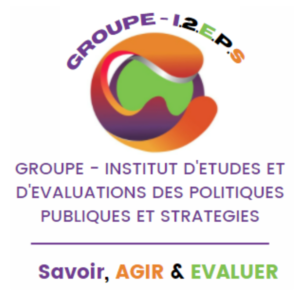 GROUPE - I.2.E.P.S
GROUPE - INSTITUT D'ETUDES ET
D'EVALUATIONS DES POLITIQUES
PUBLIQUES ET STRATEGIES
Savoir, AGIR & EVALUER